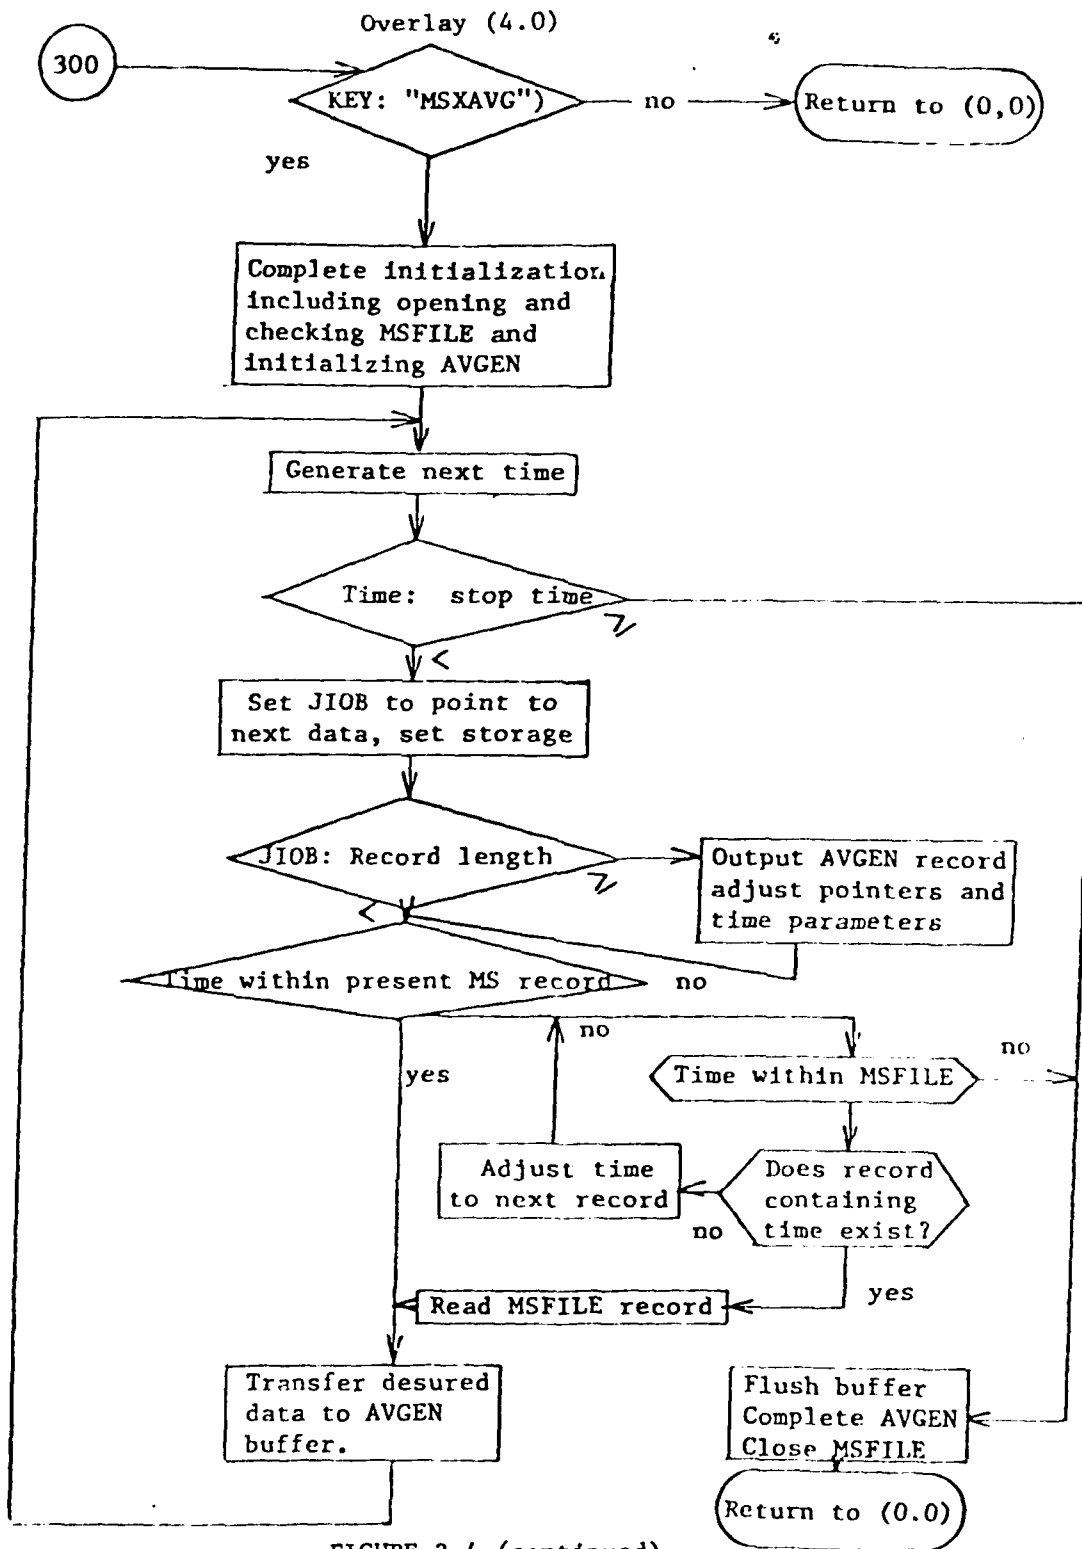 Overlay (4.0)
300
KEY: "MSXAVG")
no
Return to (0,0)
yes
Complete initialization
including opening and
checking MSFILE and
initializing AVGEN
Generate next time
Time: stop time
≥
<
Set JIOB to point to
next data, set storage
JIOB: Record length
≥
<
Output AVGEN record
adjust pointers and
time parameters
Time within present MS record
no
no
yes
Time within MSFILE
no
Adjust time
to next record
Does record
containing
time exist?
no
yes
Read MSFILE record
Transfer desured
data to AVGEN
buffer.
Flush buffer
Complete AVGEN
Close MSFILE
Return to (0.0)
(continued)